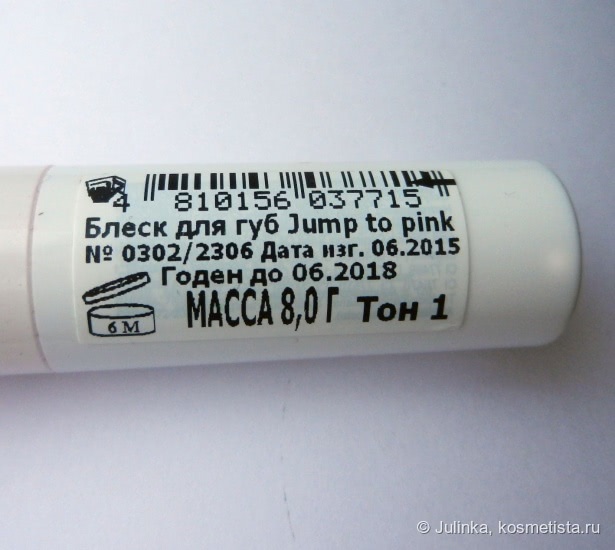 4 810156 037715
Блеск для губ Jump to pink
№ 0302/2306 Дата изг. 06.2015
Годен до 06.2018
6 М
МАССА 8,0 Г Тон 1
© Julinka, kosmetista.ru